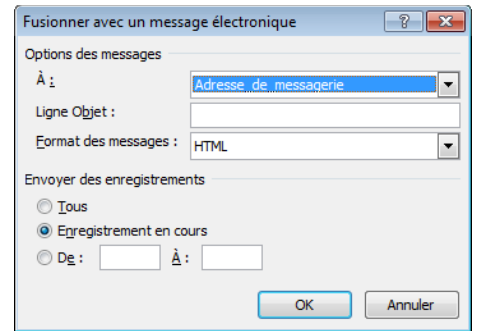 Fusionner avec un message électronique
Options des messages
À :
Adresse_de_messagerie
Ligne Objet :
Format des messages :
HTML
Envoyer des enregistrements
Tous
Enregistrement en cours
De : À :
OK Annuler